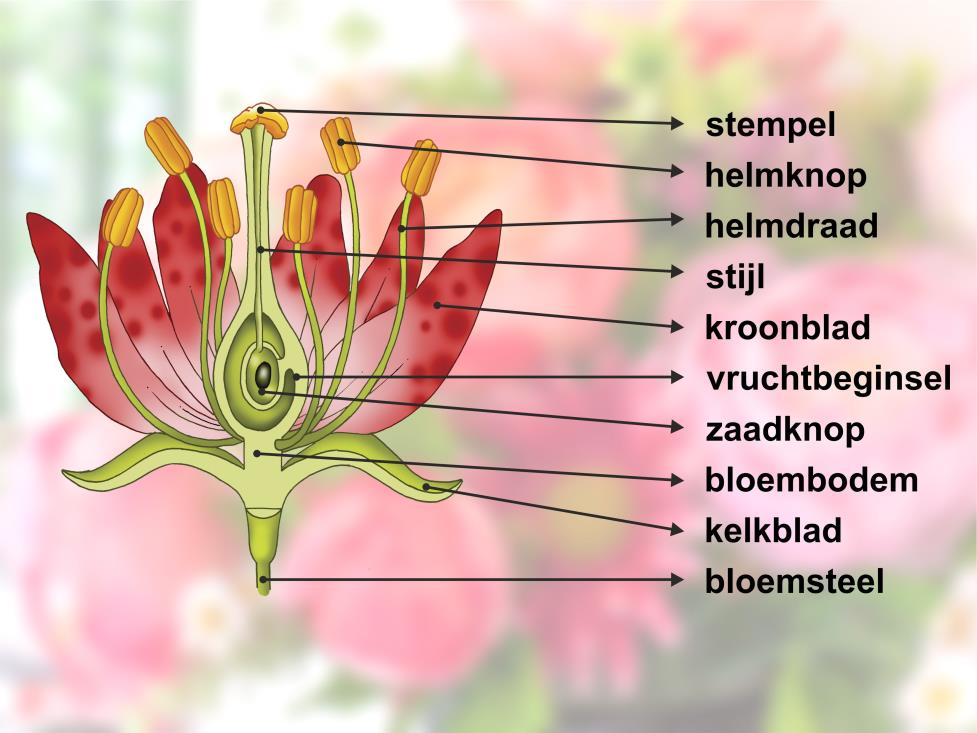 stempel
helmknop
helmdraad
stijl
kroonblad
vruchtbeginsel
zaadknop
bloembodem
kelkblad
bloemsteel